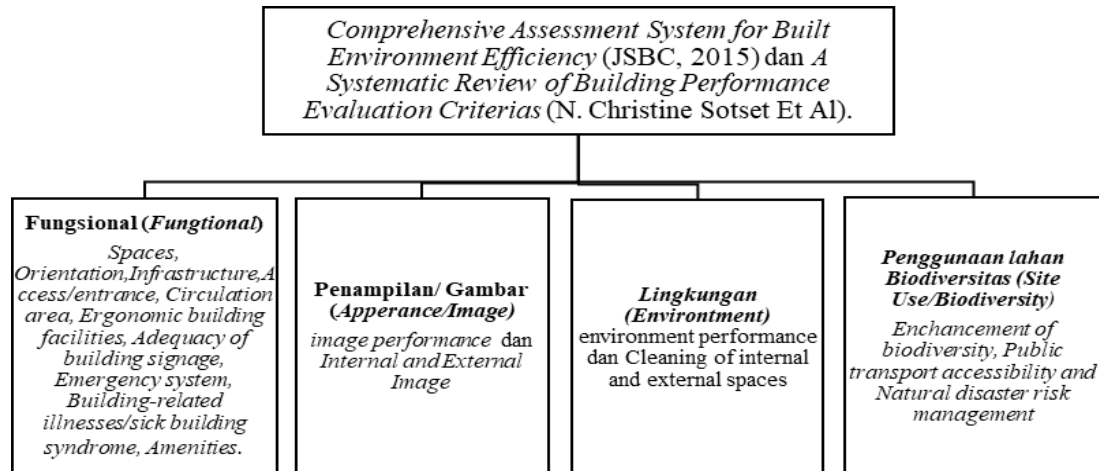 Comprehensive Assessment System for Built
Environment Efficiency (JSBC, 2015) dan A
Systematic Review of Building Performance
Evaluation Criterias (N. Christine Sotset Et Al).
Fungsional (Fungtional)
Spaces,
Orientation,Infrastructure,A
ccess/entrance, Circulation
area, Ergonomic building
facilities, Adequacy of
building signage,
Emergency system,
Building-related
illnesses/sick building
syndrome, Amenities.
Penampilan/ Gambar
(Apperance/Image)
image performance dan
Internal and External
Image
Lingkungan
(Environtment)
environment performance
dan Cleaning of internal
and external spaces
Penggunaan lahan
Biodiversitas (Site
Use/Biodiversity)
Enchancement of
biodiversity, Public
transport accessibility and
Natural disaster risk
management